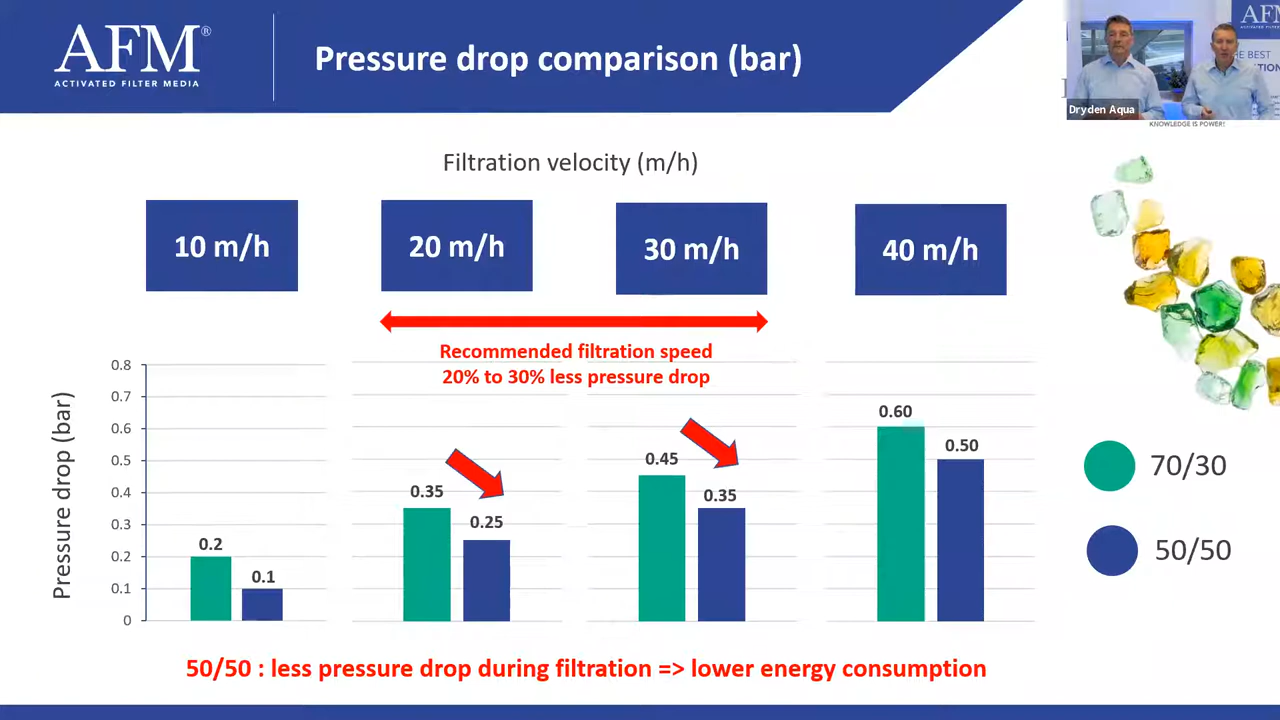 AFM®
ACTIVATED FILTER MEDIA
Pressure drop comparison (bar)
AFM
HE BEST
Dryden Aqua
KNOWLEDGE IS POWER!
Filtration velocity (m/h)
10 m/h
20 m/h
30 m/h
40 m/h
Recommended filtration speed
20% to 30% less pressure drop
Pressure drop (bar)
0.8
0.7
0.6
0.5
0.4
0.3
0.2
0.1
0
0.2
0.1
0.35
0.25
0.45
0.35
0.60
0.50
70/30
50/50
50/50 : less pressure drop during filtration => lower energy consumption